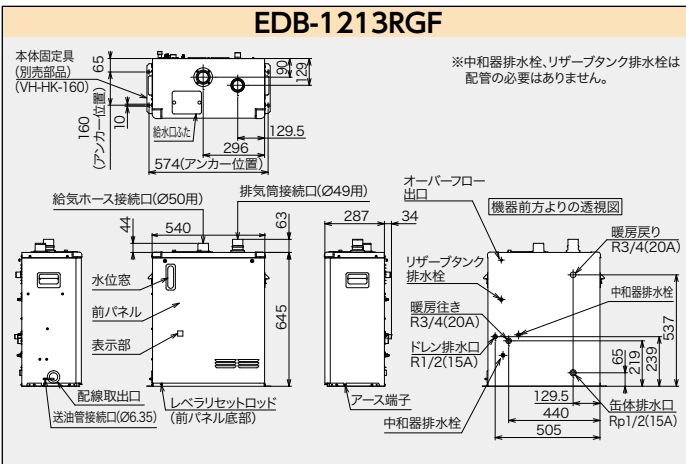 EDB-1213RGF
本体固定具
(別売部品)
(VH-HK-160)
65
160
(アンカー位置)
10
給水口ふた
90
129
129.5
296
574(アンカー位置)
※中和器排水栓、リザーブタンク排水栓は
配管の必要はありません。
給気ホース接続口(Ø50用)
排気筒接続口(Ø49用)
44
540
63
287
34
水位窓
前パネル
表示部
645
配線取出口
送油管接続口(Ø6.35)
レベラリセットロッド
(前パネル底部)
アース端子
オーバーフロー
出口
機器前方よりの透視図
暖房戻り
R3/4(20A)
リザーブタンク
排水栓
中和器排水栓
暖房往き
R3/4(20A)
ドレン排水口
R1/2(15A)
中和器排水栓
537
239
219
65
129.5
440
505
缶体排水口
Rp1/2(15A)